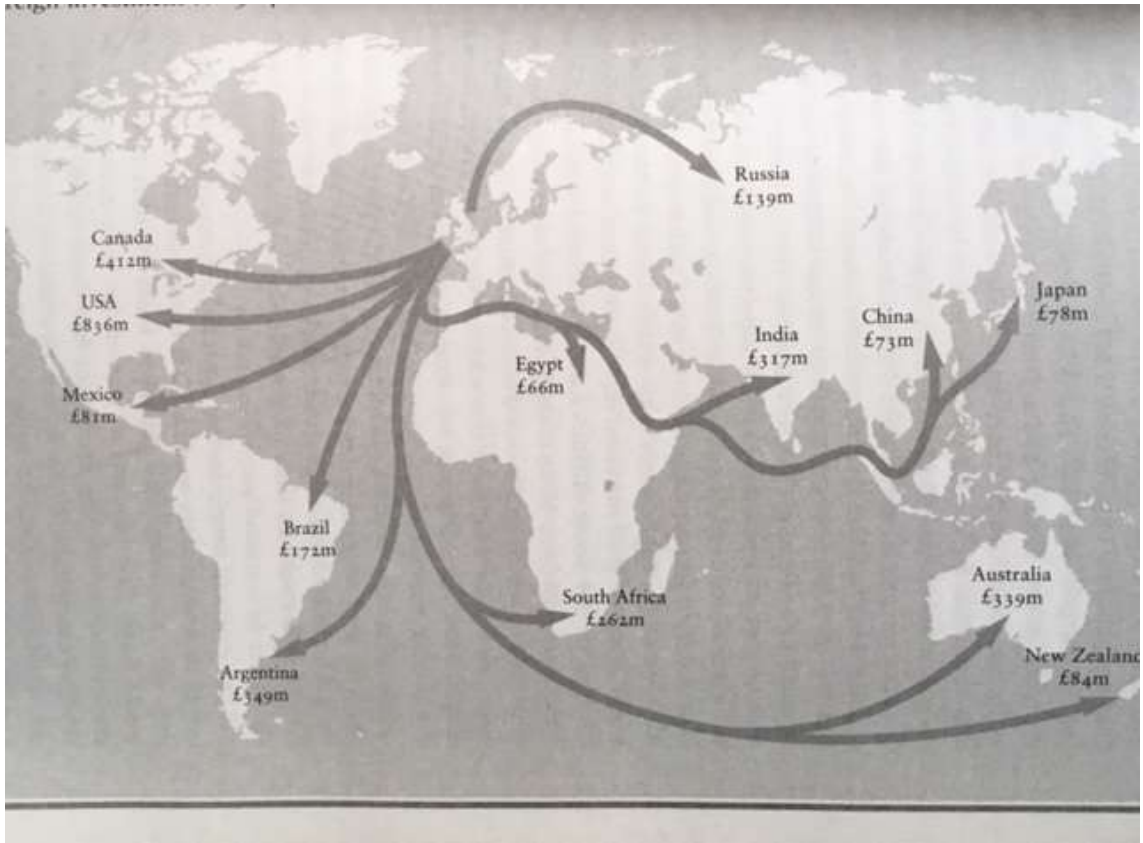 Russia
£139m
Canada
£412m
USA
£836m
Mexico
£81m
Brazil
£172m
Argentina
£349m
Egypt
£66m
India
£317m
China
£73m
Japan
£78m
South Africa
£262m
Australia
£339m
New Zealand
£84m